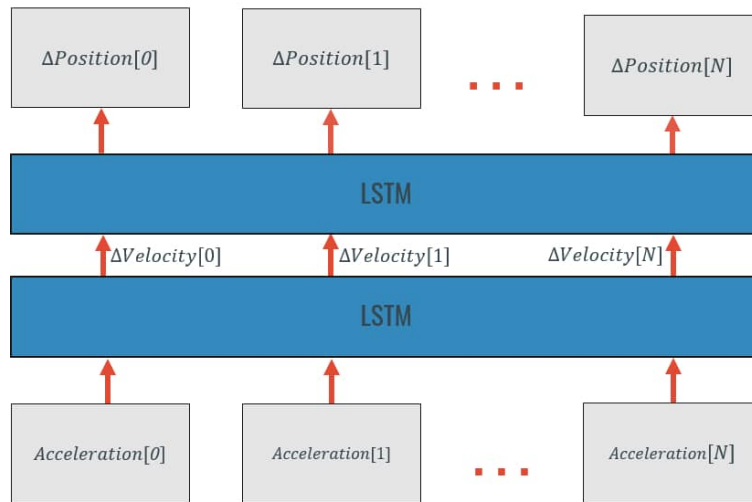 ΔPosition[0] ΔPosition[1] ... ΔPosition[N]
LSTM
ΔVelocity[0] ΔVelocity[1] ΔVelocity[N]
LSTM
Acceleration[0] Acceleration[1] ... Acceleration[N]